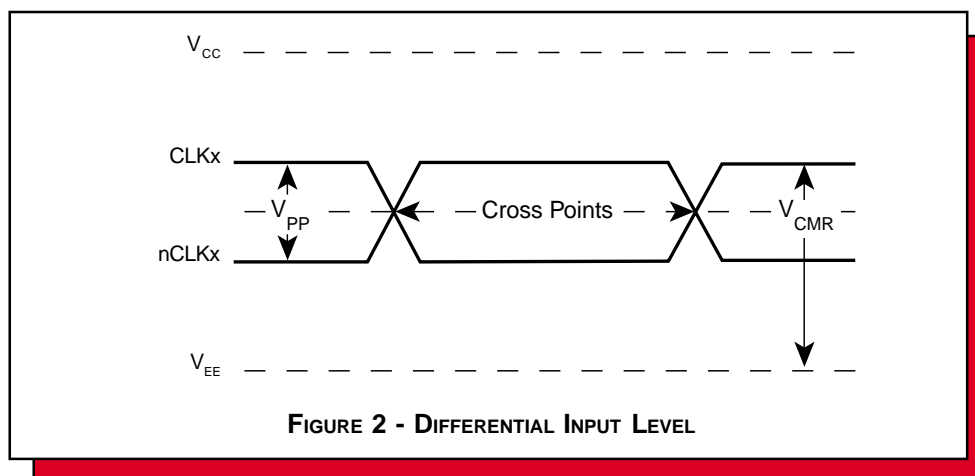 VCC
CLKx
VPP
Cross Points
VCMR
nCLKx
VEE
FIGURE 2 - DIFFERENTIAL INPUT LEVEL